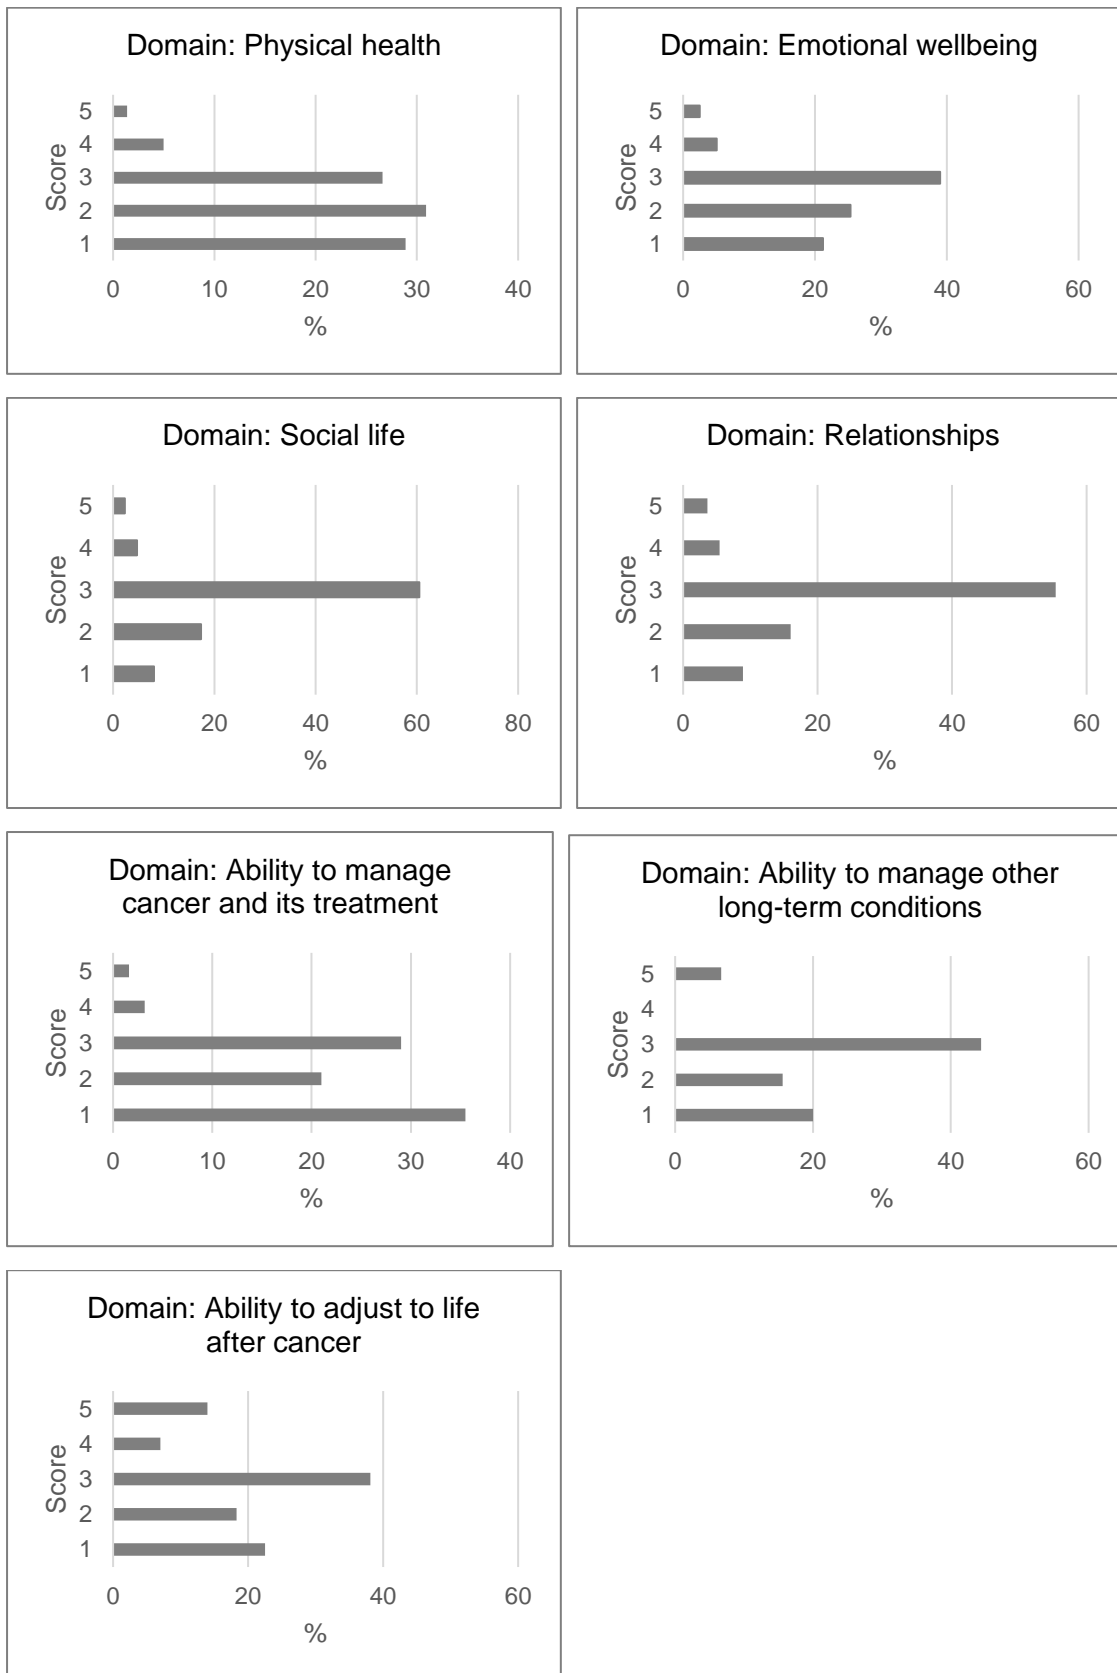 Domain: Physical health
5
4
3
2
1
Score
0 10 20 30 40
%
Domain: Emotional wellbeing
5
4
3
2
1
Score
0 20 40 60
%
Domain: Social life
5
4
3
2
1
Score
0 20 40 60 80
%
Domain: Relationships
5
4
3
2
1
Score
0 20 40 60
%
Domain: Ability to manage
cancer and its treatment
5
4
3
2
1
Score
0 10 20 30 40
%
Domain: Ability to manage other
long-term conditions
5
4
3
2
1
Score
0 20 40 60
%
Domain: Ability to adjust to life
after cancer
5
4
3
2
1
Score
0 20 40 60
%